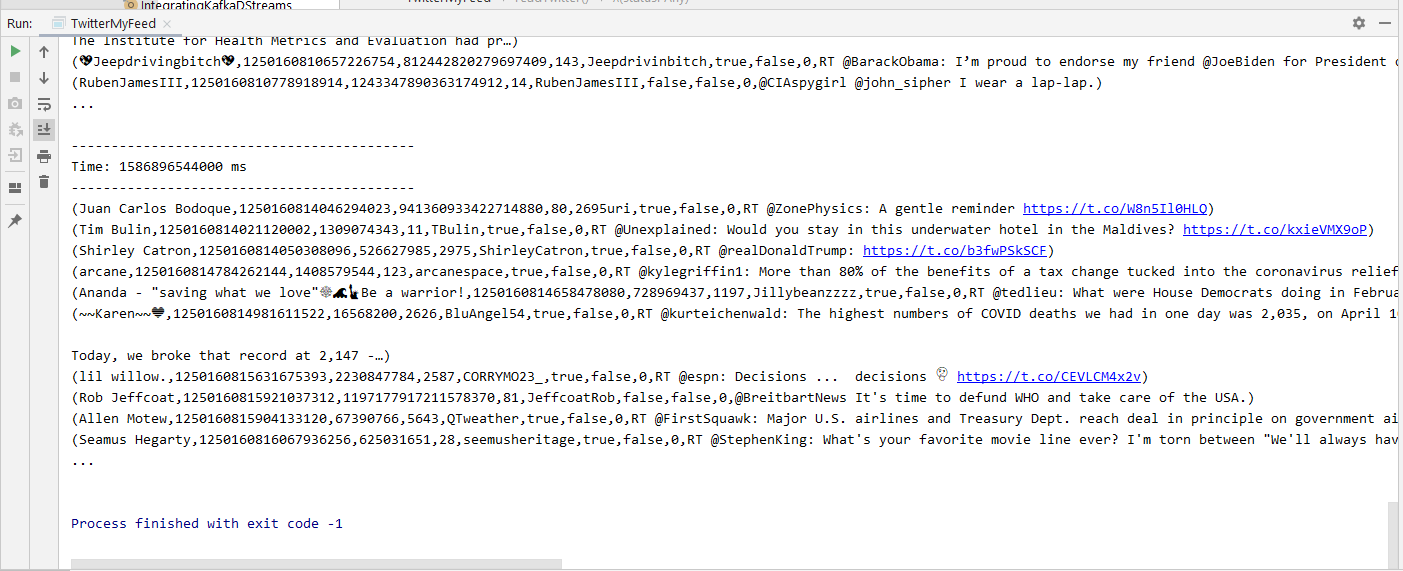 IntegratingKafkaDStreams
Run: TwitterMyFeed
The Institute for Health Metrics and Evaluation had pr…)
(💖Jeepdrivingbitch💖,1250160810657226754,812442820279697409,143,Jeepdrivinbitch,true,false,0,RT @BarackObama: I’m proud to endorse my friend @JoeBiden for President
(RubenJamesIII,1250160810778918914,1243347890363174912,14,RubenJamesIII,false,false,0,@CIAspygirl @john_sipher I wear a lap-lap.)
...
-------------------------------------------
Time: 1586896544000 ms
-------------------------------------------
(Juan Carlos Bodoque,1250160814046294023,941360933422714880,80,2695uri,true,false,0,RT @ZonePhysics: A gentle reminder https://t.co/W8n5Il0HLQ)
(Tim Bulin,1250160814021120002,1309074343,11,TBulin,true,false,0,RT @Unexplained: Would you stay in this underwater hotel in the Maldives? https://t.co/kxieVMX9oP)
(Shirley Catron,1250160814050308096,526627985,2975,ShirleyCatron,true,false,0,RT @realDonaldTrump: https://t.co/b3fwPSkSCF)
(arcane,1250160814784262144,1408579544,123,arcanespace,true,false,0,RT @kylegriffin1: More than 80% of the benefits of a tax change tucked into the coronavirus relief
(Ananda - "saving what we love"🐚🌊🖖Be a warrior!,1250160814658478080,728969437,1197,Jillybeanzzzz,true,false,0,RT @tedlieu: What were House Democrats doing in Februa
(~~Karen~~🖤,1250160814981611522,16568200,2626,BluAngel54,true,false,0,RT @kurteichenwald: The highest numbers of COVID deaths we had in one day was 2,035, on April
Today, we broke that record at 2,147 -…)
(lil willow.,1250160815631675393,2230847784,2587,CORRYMO23_,true,false,0,RT @espn: Decisions ... decisions 🤔 https://t.co/CEVLCM4x2v)
(Rob Jeffcoat,1250160815921037312,1197177917211578370,81,JeffcoatRob,false,false,0,@BreitbartNews It's time to defund WHO and take care of the USA.)
(Allen Motew,1250160815904133120,67390766,5643,QTweather,true,false,0,RT @FirstSquawk: Major U.S. airlines and Treasury Dept. reach deal in principle on government ai
(Seamus Hegarty,1250160816067936256,625031651,28,seemusheritage,true,false,0,RT @StephenKing: What's your favorite movie line ever? I'm torn between "We'll always hav
...
Process finished with exit code -1